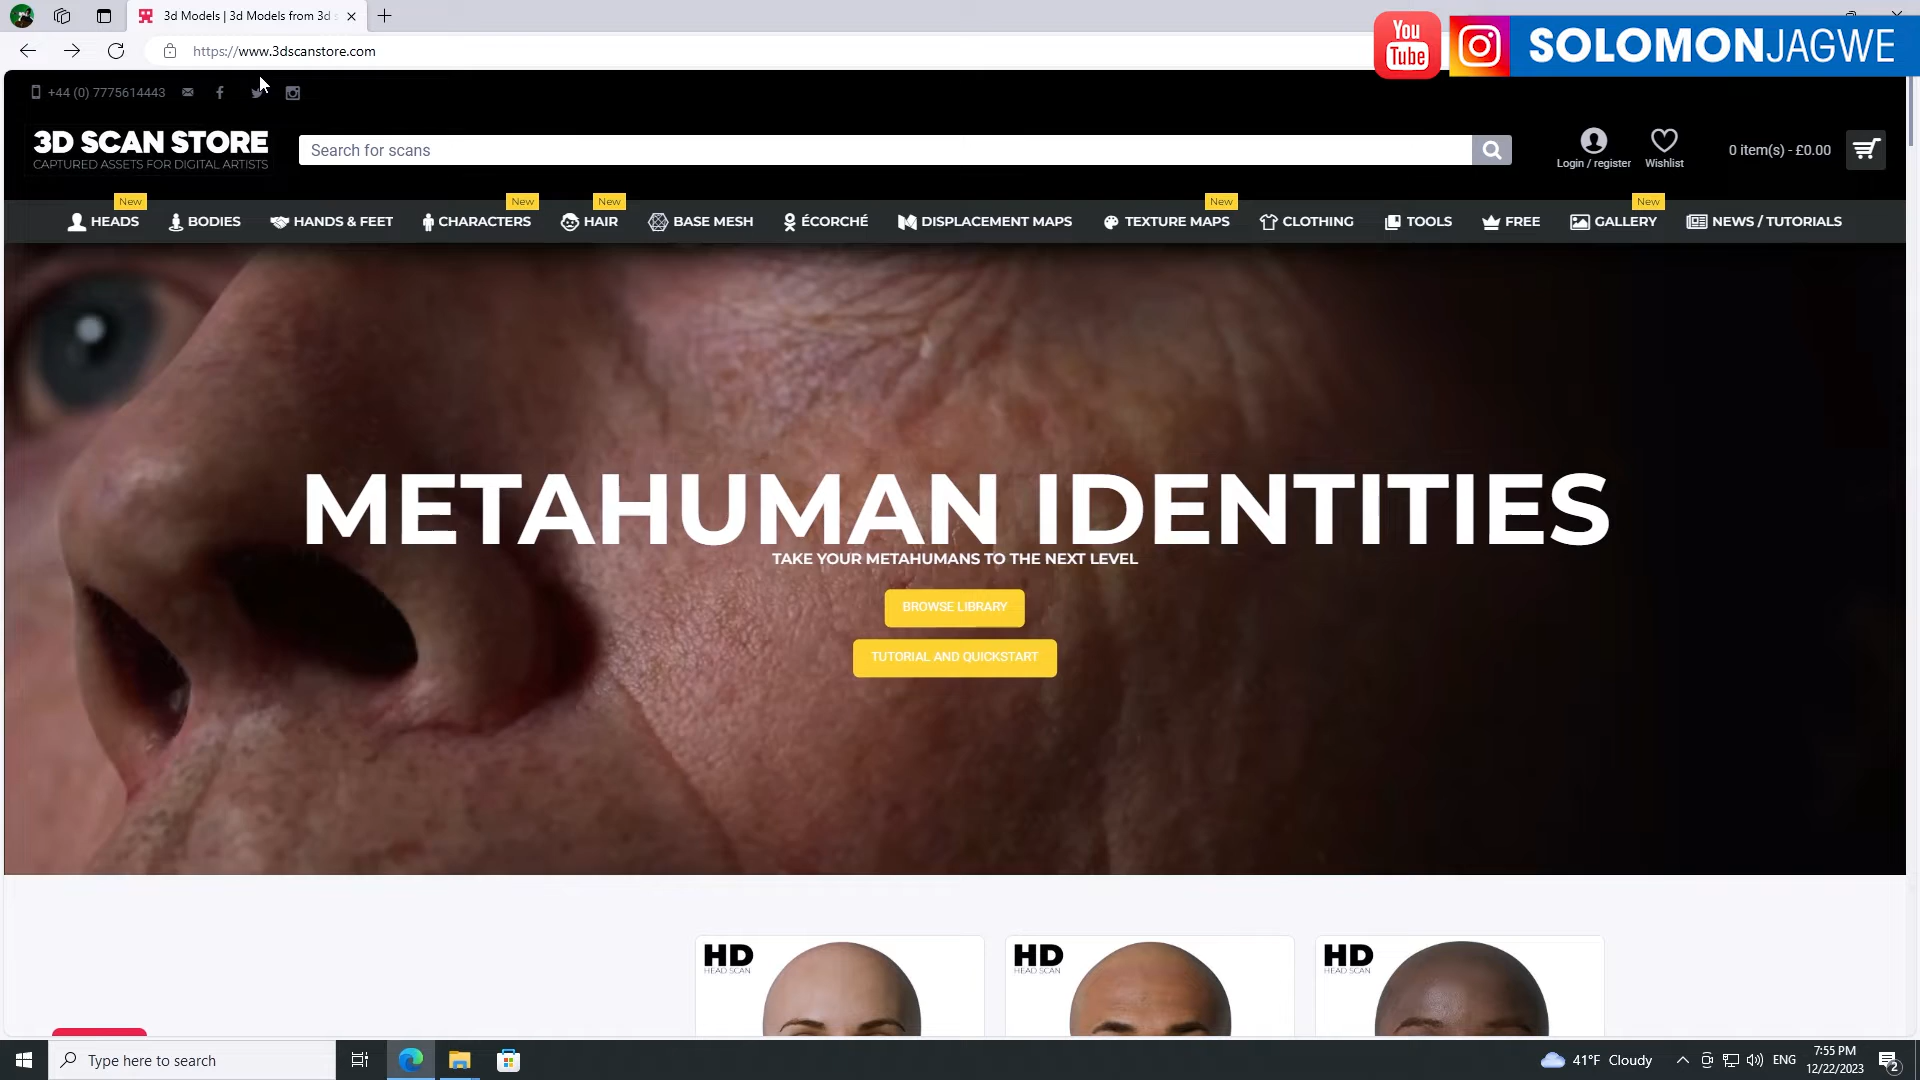 3d Models | 3d Models from 3d s
You
Tube
SOLOMONJAGWE
https://www.3dscanstore.com
+44 (0) 7775614443
3D SCAN STORE
CAPTURED ASSETS FOR DIGITAL ARTISTS
Search for scans
Login / register
Wishlist
0 item(s) - £0.00
New
New
New
New
New
HEADS
BODIES
HANDS & FEET
CHARACTERS
HAIR
BASE MESH
ÉCORCHÉ
DISPLACEMENT MAPS
TEXTURE MAPS
CLOTHING
TOOLS
FREE
GALLERY
NEWS / TUTORIALS
METAHUMAN IDENTITIES
TAKE YOUR METAHUMANS TO THE NEXT LEVEL
BROWSE LIBRARY
TUTORIAL AND QUICKSTART
HD
HEAD SCAN
HD
HEAD SCAN
HD
HEAD SCAN
Type here to search
41°F Cloudy
ENG
7:55 PM
12/22/2023
2